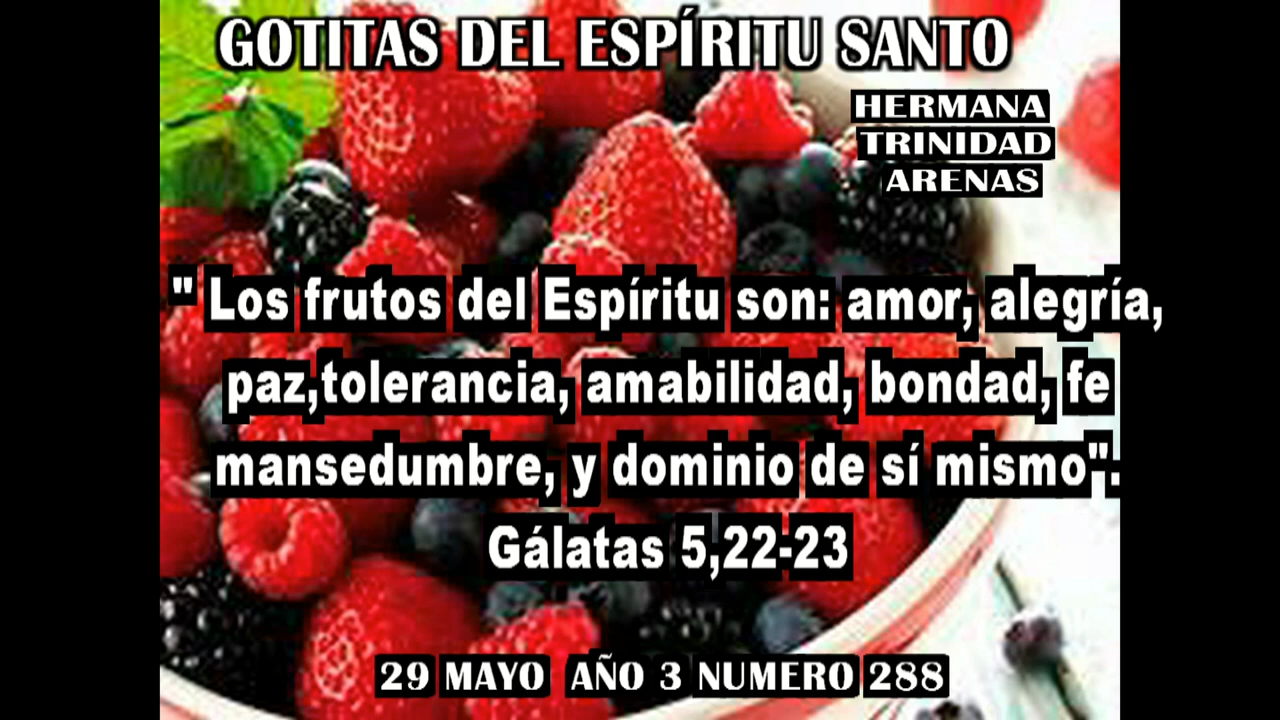 GOTITAS DEL ESPÍRITU SANTO
HERMANA
TRINIDAD
ARENAS
" Los frutos del Espíritu son: amor, alegría,
paz,tolerancia, amabilidad, bondad, fe
mansedumbre, y dominio de sí mismo".
Gálatas 5,22-23
29 MAYO AÑO 3 NUMERO 288